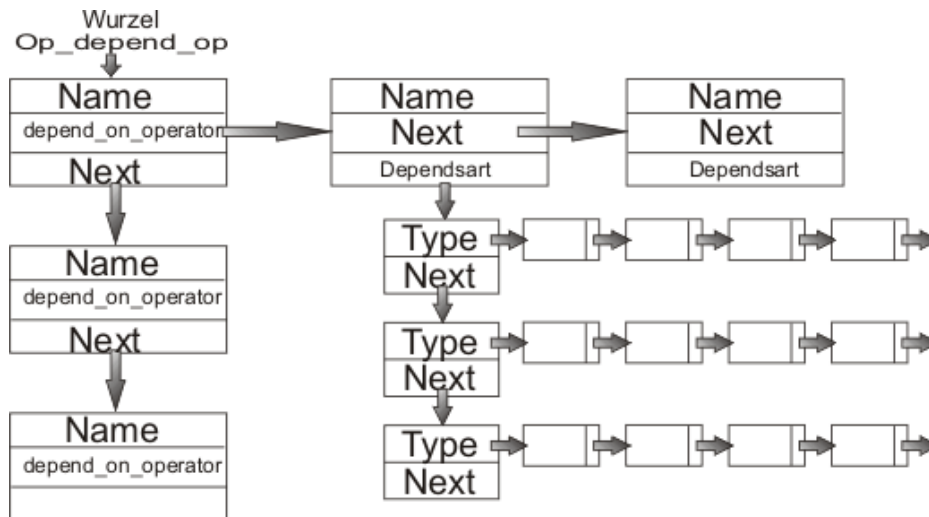 Wurzel
Op_depend_op
Name
depend_on_operator
Next
Name
Next
Dependsart
Name
Next
Dependsart
Type
Next
Name
depend_on_operator
Next
Type
Next
Name
depend_on_operator
Type
Next